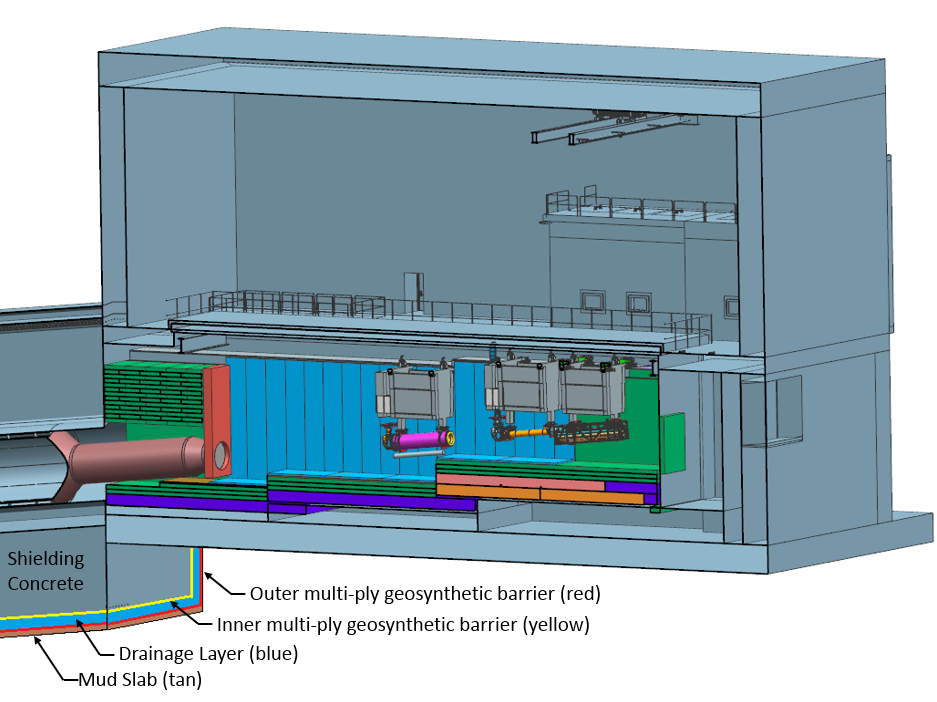 Shielding
Concrete
Outer multi-ply geosynthetic barrier (red)
Inner multi-ply geosynthetic barrier (yellow)
Drainage Layer (blue)
Mud Slab (tan)